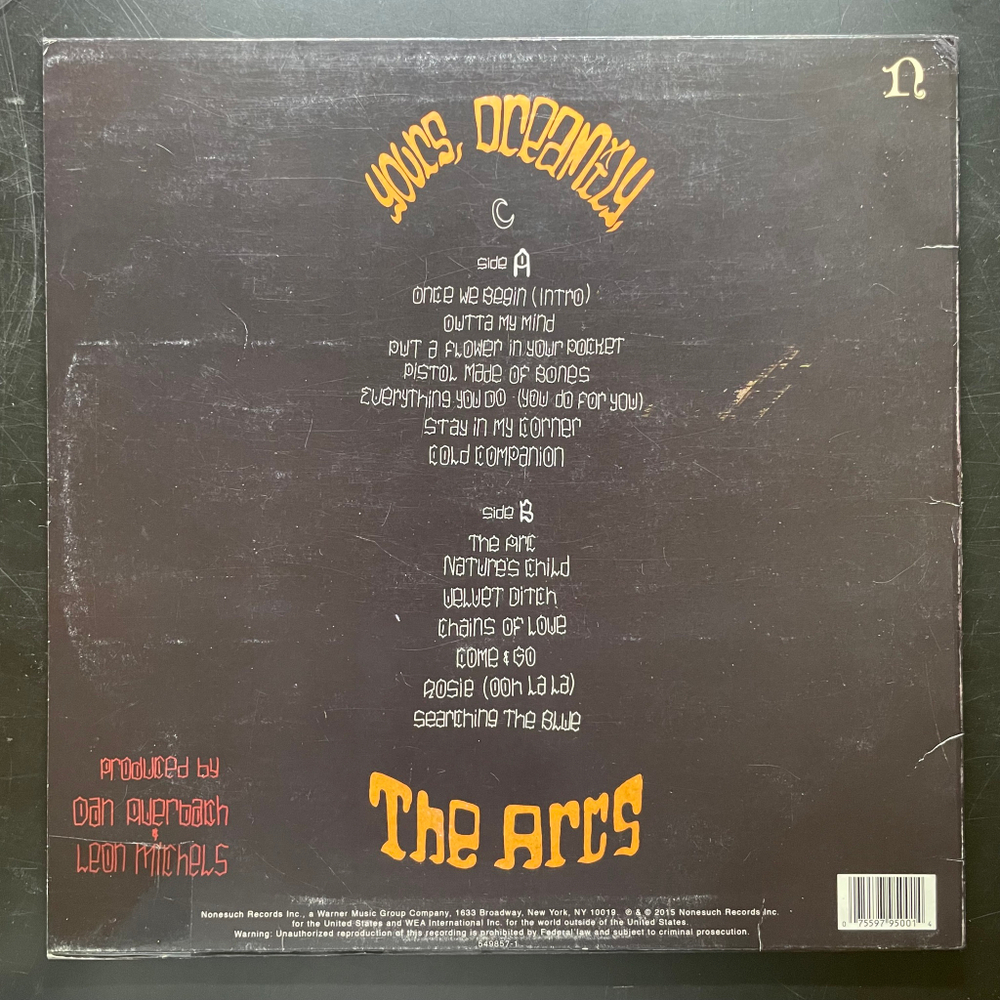 n
yours, Dreamily,
side A
Once we Begin (Intro)
Outta my mind
Put a flower in your pocket
Pistol made of Bones
Everything you do (you do for you)
Stay in my corner
Cold Companion
side B
The Arc
Nature's Child
Velvet Ditch
Chains of Love
Come & Go
Rosie (Ooh La La)
Searching The Blue
produced by
Dan Auerbach
&
Leon Michels
The Arcs
Nonesuch Records Inc., a Warner Music Group Company, 1633 Broadway, New York, NY 10019. ℗ & © 2015 Nonesuch Records Inc.
for the United States and WEA International Inc. for the world outside of the United States.
Warning: Unauthorized reproduction of this recording is prohibited by Federal law and subject to criminal prosecution.
549857-1
0 75597 95001 4